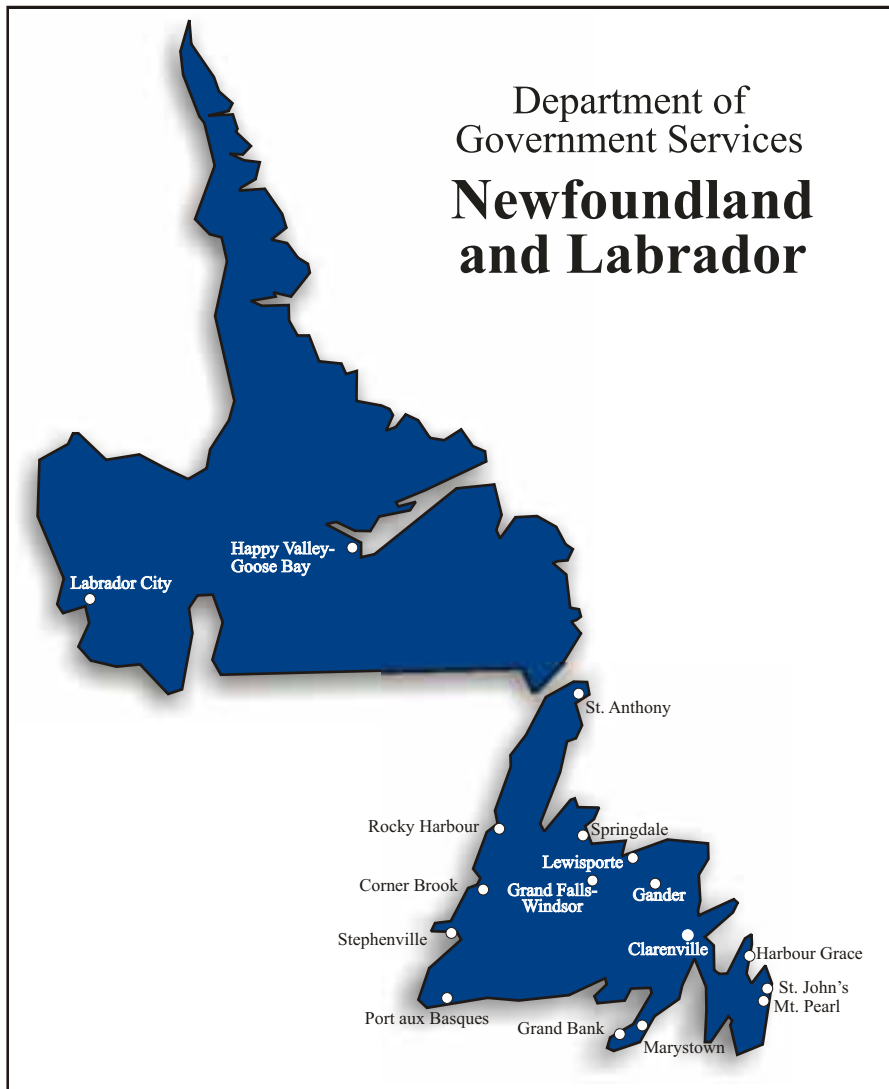 Department of
Government Services
Newfoundland
and Labrador
Happy Valley-
Goose Bay
Labrador City
St. Anthony
Rocky Harbour
Springdale
Lewisporte
Corner Brook
Grand Falls-
Windsor
Gander
Stephenville
Clarenville
Harbour Grace
St. John’s
Mt. Pearl
Port aux Basques
Grand Bank
Marystown